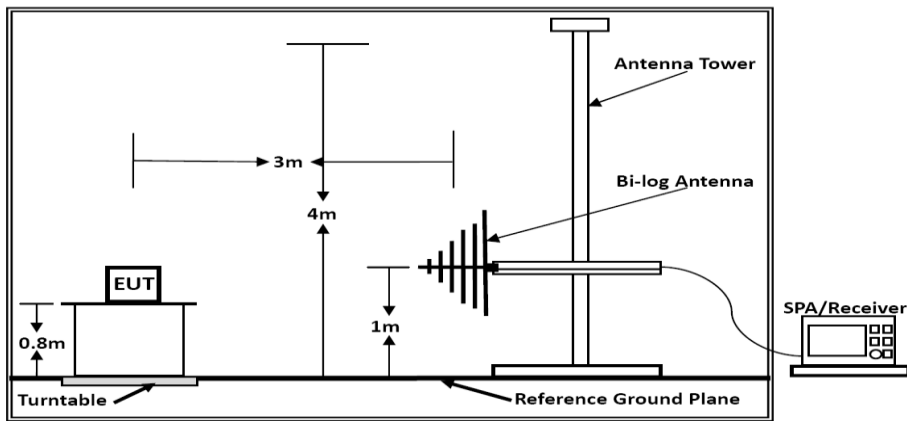 Antenna Tower
3m
Bi-log Antenna
4m
EUT
SPA/Receiver
1m
0.8m
Turntable
Reference Ground Plane